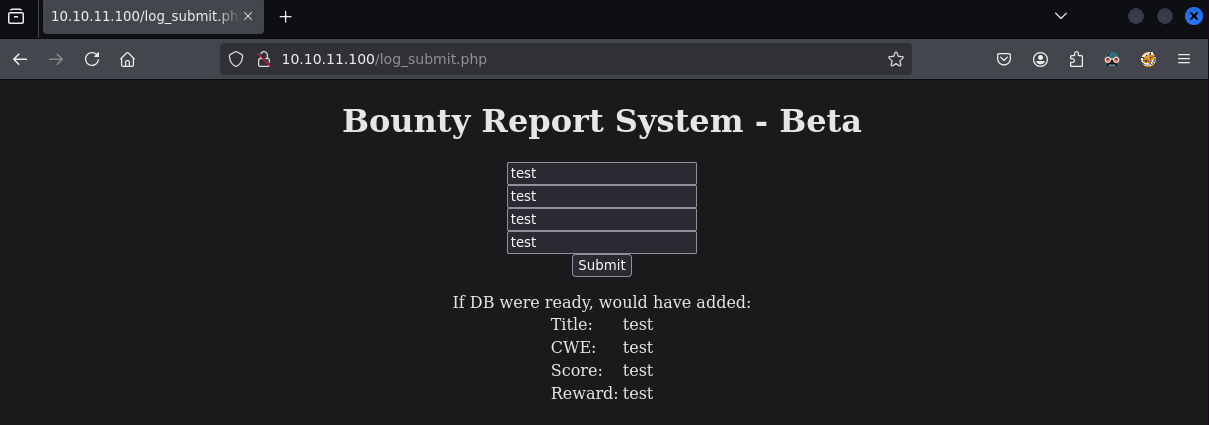 10.10.11.100/log_submit.ph
10.10.11.100/log_submit.php
Bounty Report System - Beta
test
test
test
test
Submit
If DB were ready, would have added:
Title: test
CWE: test
Score: test
Reward: test